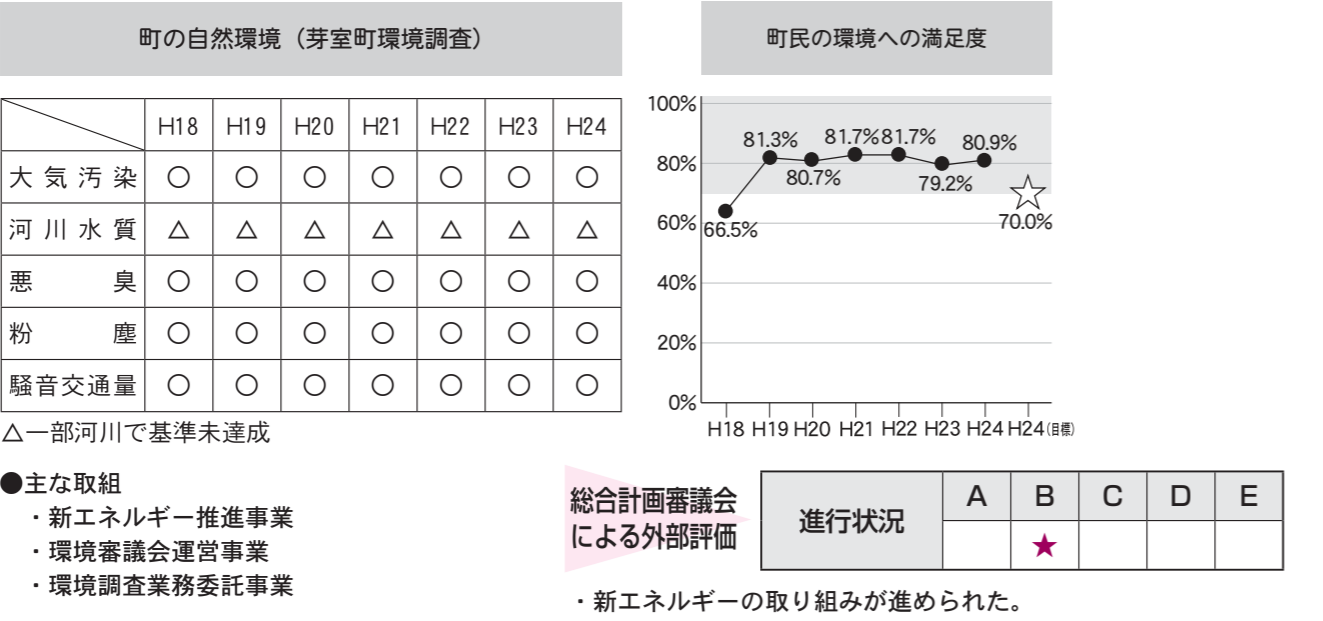 町の自然環境（芽室町環境調査）
H18 H19 H20 H21 H22 H23 H24
大気汚染 ○ ○ ○ ○ ○ ○ ○
河川水質 △ △ △ △ △ △ △
悪臭 ○ ○ ○ ○ ○ ○ ○
粉塵 ○ ○ ○ ○ ○ ○ ○
騒音交通量 ○ ○ ○ ○ ○ ○ ○
△一部河川で基準未達成
町民の環境への満足度
100%
80%
60%
40%
20%
0%
66.5%
81.3%
80.7%
81.7%
81.7%
79.2%
80.9%
70.0%
H18 H19 H20 H21 H22 H23 H24 H24(目標)
●主な取組
・新エネルギー推進事業
・環境審議会運営事業
・環境調査業務委託事業
総合計画審議会
による外部評価
進行状況
A B C D E
★
・新エネルギーの取り組みが進められた。